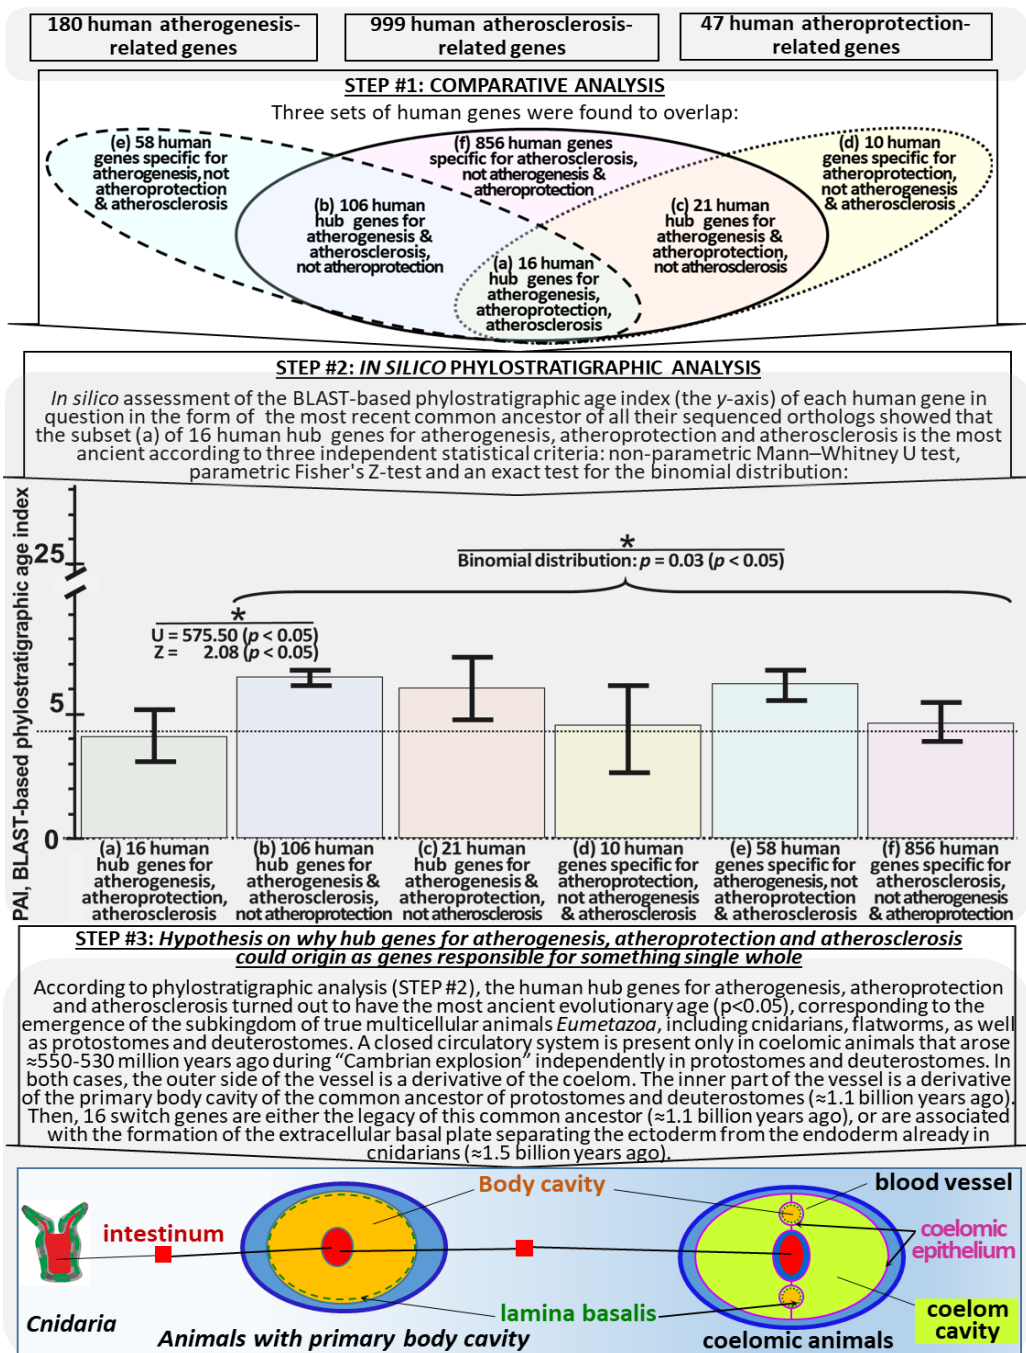 180 human atherogenesis-
related genes
999 human atherosclerosis-
related genes
47 human atheroprotection-
related genes
STEP #1: COMPARATIVE ANALYSIS
Three sets of human genes were found to overlap:
(e) 58 human
genes specific for
atherogenesis, not
atheroprotection
& atherosclerosis
(f) 856 human genes
specific for atherosclerosis,
not atherogenesis &
atheroprotection
(d) 10 human
genes specific for
atheroprotection,
not atherogenesis
& atherosclerosis
(b) 106 human
hub genes for
atherogenesis &
atherosclerosis,
not atheroprotection
(c) 21 human
hub genes for
atherogenesis &
atheroprotection,
not atherosclerosis
(a) 16 human
hub genes for
atherogenesis,
atheroprotection,
atherosclerosis
STEP #2: IN SILICO PHYLOSTRATIGRAPHIC ANALYSIS
In silico assessment of the BLAST-based phylostratigraphic age index (the y-axis) of each human gene in
question in the form of the most recent common ancestor of all their sequenced orthologs showed that
the subset (a) of 16 human hub genes for atherogenesis, atheroprotection and atherosclerosis is the most
ancient according to three independent statistical criteria: non-parametric Mann–Whitney U test,
parametric Fisher's Z-test and an exact test for the binomial distribution:
PAI, BLAST-based phylostratigraphic age index
25
5
0
*
Binomial distribution: p = 0.03 (p < 0.05)
*
U = 575.50 (p < 0.05)
Z = 2.08 (p < 0.05)
(a) 16 human
hub genes for
atherogenesis,
atheroprotection,
atherosclerosis
(b) 106 human
hub genes for
atherogenesis &
atherosclerosis,
not atheroprotection
(c) 21 human
hub genes for
atherogenesis &
atheroprotection,
not atherosclerosis
(d) 10 human
genes specific for
atheroprotection,
not atherogenesis
& atherosclerosis
(e) 58 human
genes specific for
atherogenesis, not
atheroprotection
& atherosclerosis
(f) 856 human
genes specific for
atherosclerosis,
not atherogenesis
& atheroprotection
STEP #3: Hypothesis on why hub genes for atherogenesis, atheroprotection and atherosclerosis
could origin as genes responsible for something single whole
According to phylostratigraphic analysis (STEP #2), the human hub genes for atherogenesis, atheroprotection
and atherosclerosis turned out to have the most ancient evolutionary age (p<0.05), corresponding to the
emergence of the subkingdom of true multicellular animals Eumetazoa, including cnidarians, flatworms, as well
as protostomes and deuterostomes. A closed circulatory system is present only in coelomic animals that arose
≈550-530 million years ago during “Cambrian explosion” independently in protostomes and deuterostomes. In
both cases, the outer side of the vessel is a derivative of the coelom. The inner part of the vessel is a derivative
of the primary body cavity of the common ancestor of protostomes and deuterostomes (≈1.1 billion years ago).
Then, 16 switch genes are either the legacy of this common ancestor (≈1.1 billion years ago), or are associated
with the formation of the extracellular basal plate separating the ectoderm from the endoderm already in
cnidarians (≈1.5 billion years ago).
Body cavity
blood vessel
intestinum
coelomic
epithelium
lamina basalis
coelom
cavity
Cnidaria
Animals with primary body cavity
coelomic animals